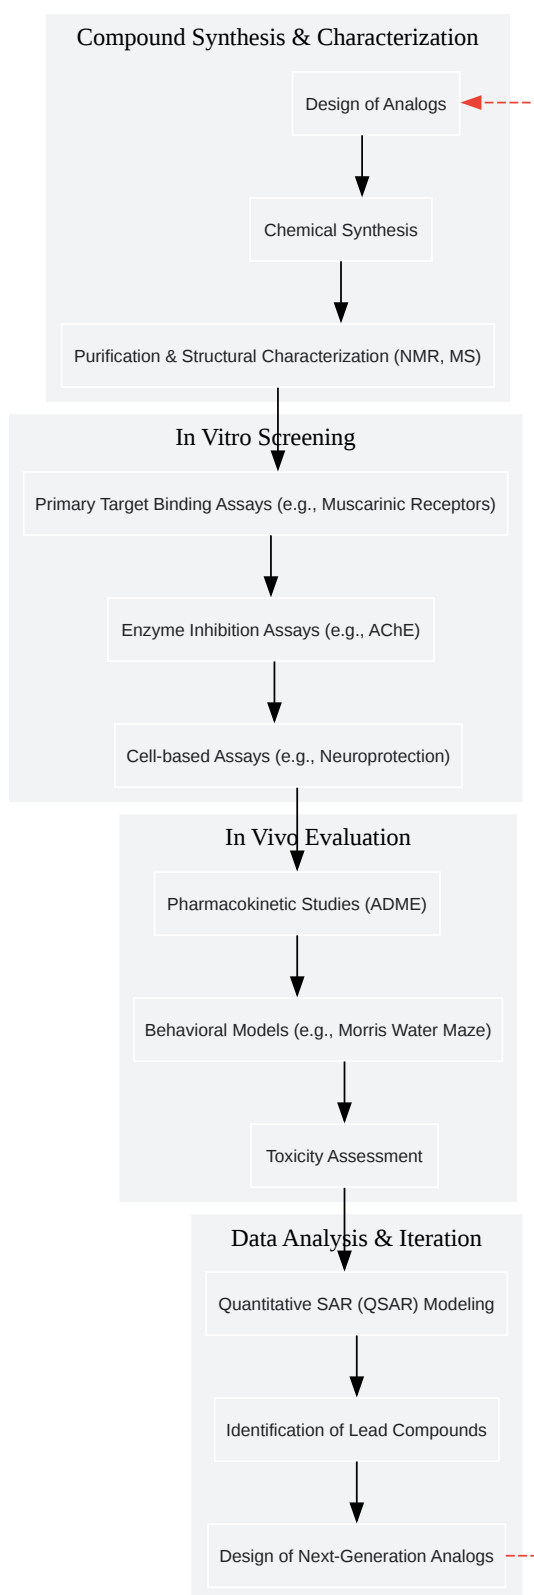 Compound Synthesis & Characterization
Design of Analogs
Chemical Synthesis
Purification & Structural Characterization (NMR, MS)
In Vitro Screening
Primary Target Binding Assays (e.g., Muscarinic Receptors)
Enzyme Inhibition Assays (e.g., AChE)
Cell-based Assays (e.g., Neuroprotection)
In Vivo Evaluation
Pharmacokinetic Studies (ADME)
Behavioral Models (e.g., Morris Water Maze)
Toxicity Assessment
Data Analysis & Iteration
Quantitative SAR (QSAR) Modeling
Identification of Lead Compounds
Design of Next-Generation Analogs